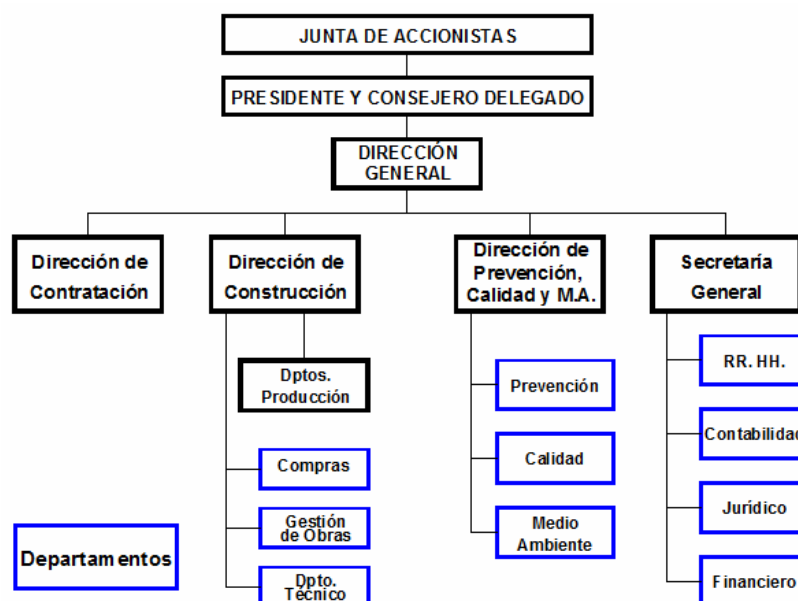 JUNTA DE ACCIONISTAS
PRESIDENTE Y CONSEJERO DELEGADO
DIRECCIÓN
GENERAL
Dirección de
Contratación
Dirección de
Construcción
Dirección de
Prevención,
Calidad y M.A.
Secretaría
General
Dptos.
Producción
Compras
Gestión
de Obras
Dpto.
Técnico
Prevención
Calidad
Medio
Ambiente
RR. HH.
Contabilidad
Jurídico
Financiero
Departamentos